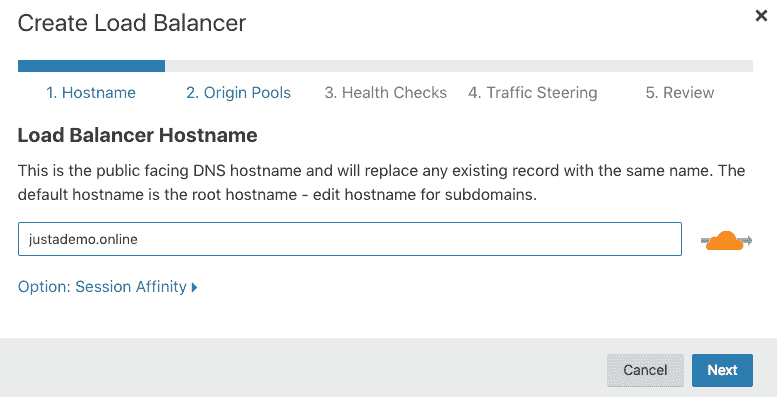 Create Load Balancer
1. Hostname 2. Origin Pools 3. Health Checks 4. Traffic Steering 5. Review
Load Balancer Hostname
This is the public facing DNS hostname and will replace any existing record with the same name. The
default hostname is the root hostname - edit hostname for subdomains.
justademo.online
Option: Session Affinity
Cancel Next